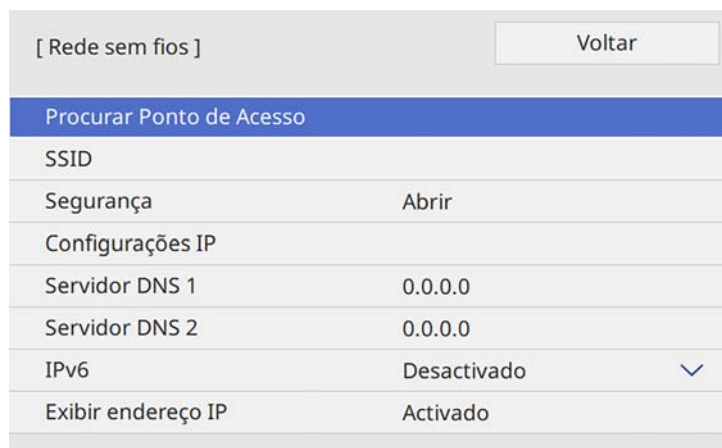 [ Rede sem fios ] Voltar
Procurar Ponto de Acesso
SSID
Segurança Abrir
Configurações IP
Servidor DNS 1 0.0.0.0
Servidor DNS 2 0.0.0.0
IPv6 Desactivado
Exibir endereço IP Activado